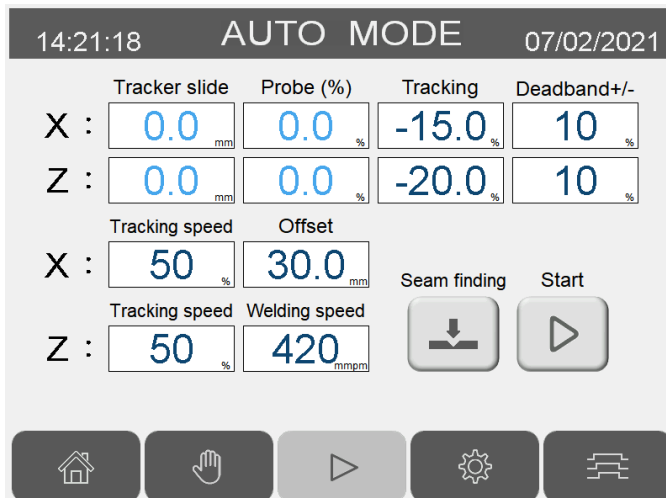 14:21:18 AUTO MODE 07/02/2021
Tracker slide Probe (%) Tracking Deadband+/-
X : 0.0 mm 0.0 % -15.0 % 10 %
Z : 0.0 mm 0.0 % -20.0 % 10 %
Tracking speed Offset
X : 50 % 30.0 mm Seam finding Start
Tracking speed Welding speed
Z : 50 % 420 mmpm